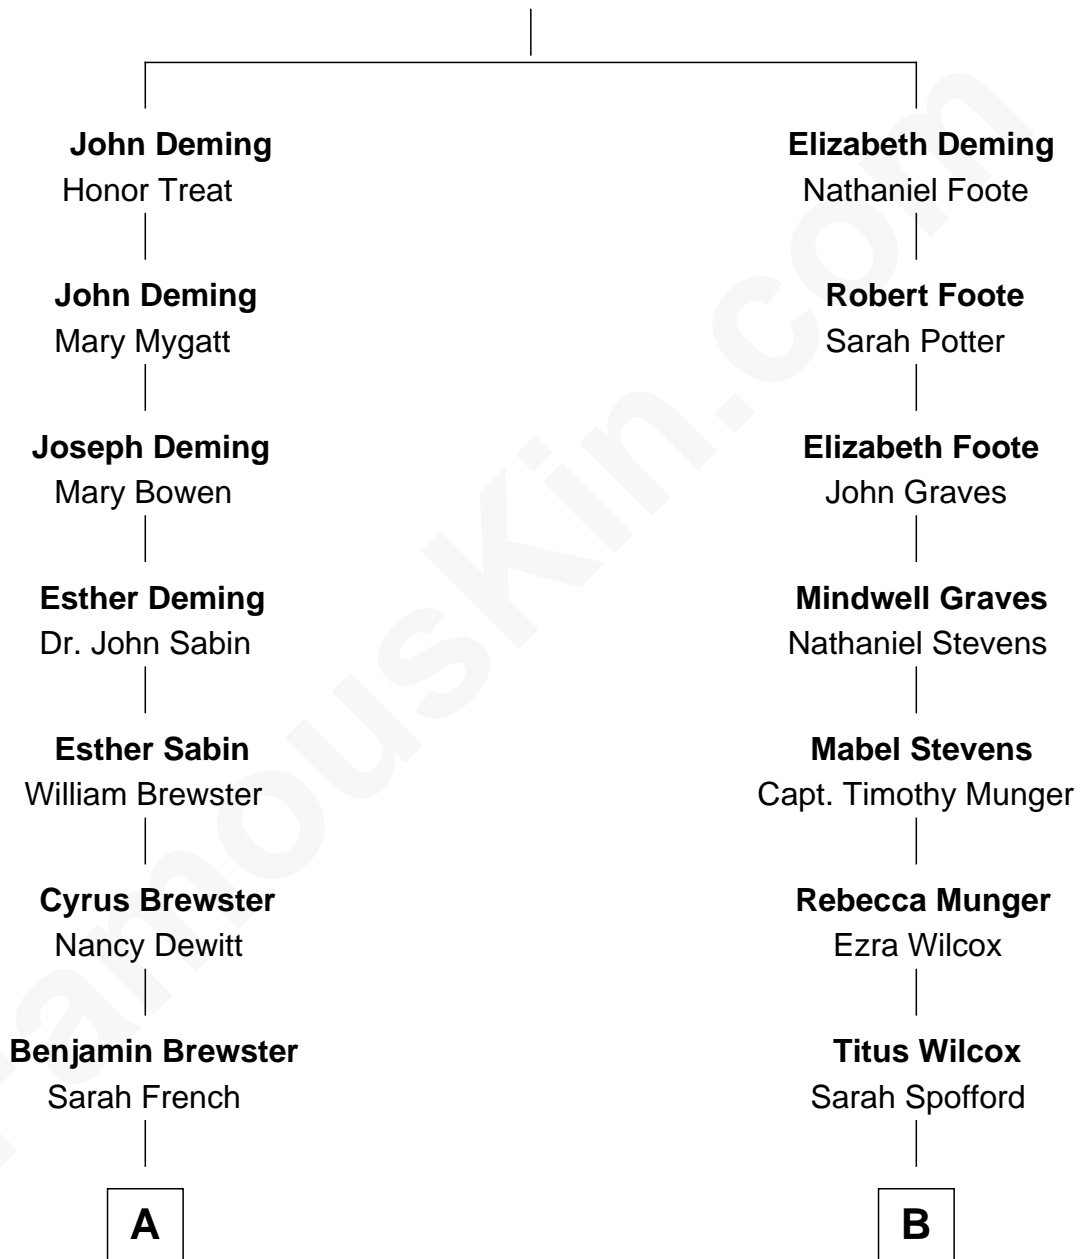 John Deming
Honor Treat
John Deming
Mary Mygatt
Joseph Deming
Mary Bowen
Esther Deming
Dr. John Sabin
Esther Sabin
William Brewster
Cyrus Brewster
Nancy Dewitt
Benjamin Brewster
Sarah French
A
Elizabeth Deming
Nathaniel Foote
Robert Foote
Sarah Potter
Elizabeth Foote
John Graves
Mindwell Graves
Nathaniel Stevens
Mabel Stevens
Capt. Timothy Munger
Rebecca Munger
Ezra Wilcox
Titus Wilcox
Sarah Spofford
B
FamousKin.com